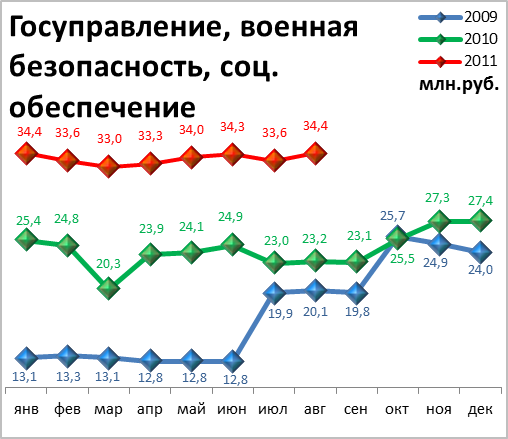 Госуправление, военная
безопасность, соц.
обеспечение
2009
2010
2011
млн.руб.
34,4 33,6 33,0 33,3 34,0 34,3 33,6 34,4
25,4 24,8 20,3 23,9 24,1 24,9 23,0 23,2 23,1 25,5 27,3 27,4
13,1 13,3 13,1 12,8 12,8 12,8 19,9 20,1 19,8 25,7 24,9 24,0
янв фев мар апр май июн июл авг сен окт ноя дек